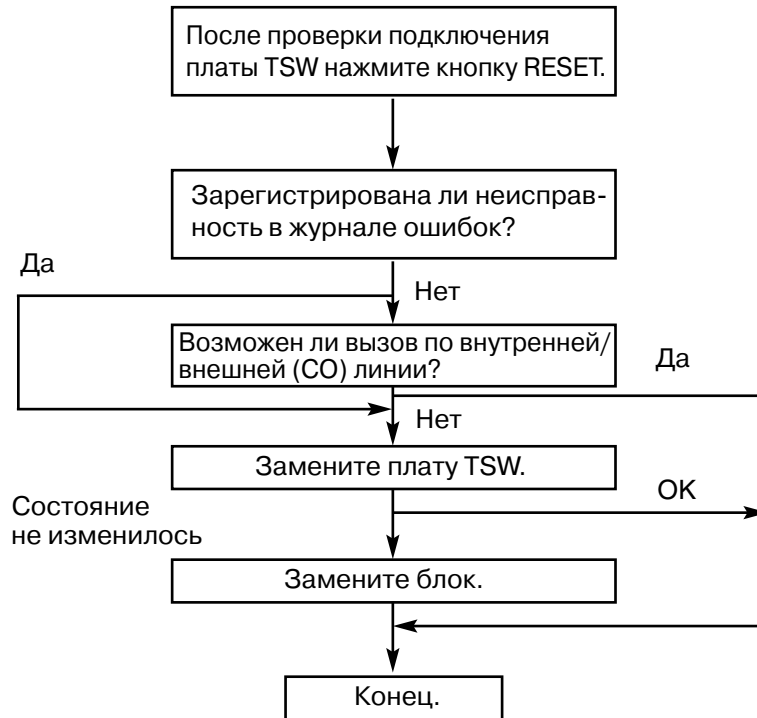 После проверки подключения
платы TSW нажмите кнопку RESET.
Зарегистрирована ли неисправ-
ность в журнале ошибок?
Да
Нет
Возможен ли вызов по внутренней/
внешней (СО) линии?
Да
Нет
Замените плату TSW.
Состояние
не изменилось
OK
Замените блок.
Конец.